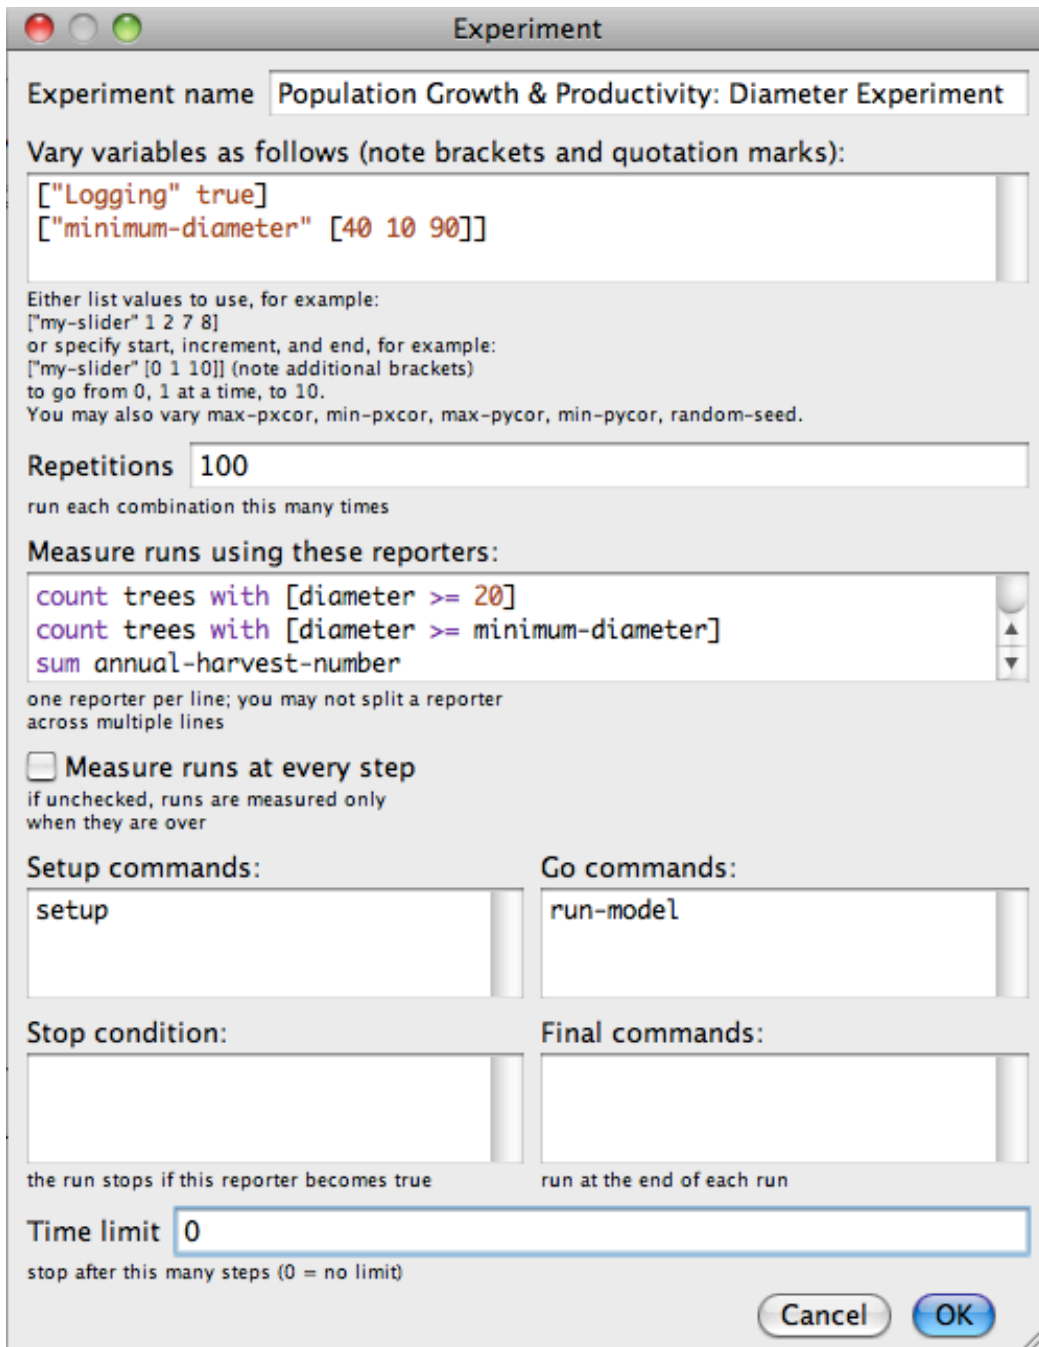 Experiment
Experiment name Population Growth & Productivity: Diameter Experiment
Vary variables as follows (note brackets and quotation marks):
["Logging" true]
["minimum-diameter" [40 10 90]]
Either list values to use, for example:
["my-slider" 1 2 7 8]
or specify start, increment, and end, for example:
["my-slider" [0 1 10]] (note additional brackets)
to go from 0, 1 at a time, to 10.
You may also vary max-pxcor, min-pxcor, max-pycor, min-pycor, random-seed.
Repetitions 100
run each combination this many times
Measure runs using these reporters:
count trees with [diameter >= 20]
count trees with [diameter >= minimum-diameter]
sum annual-harvest-number
one reporter per line; you may not split a reporter
across multiple lines
Measure runs at every step
if unchecked, runs are measured only
when they are over
Setup commands:
setup
Go commands:
run-model
Stop condition:
the run stops if this reporter becomes true
Final commands:
run at the end of each run
Time limit 0
stop after this many steps (0 = no limit)
Cancel OK